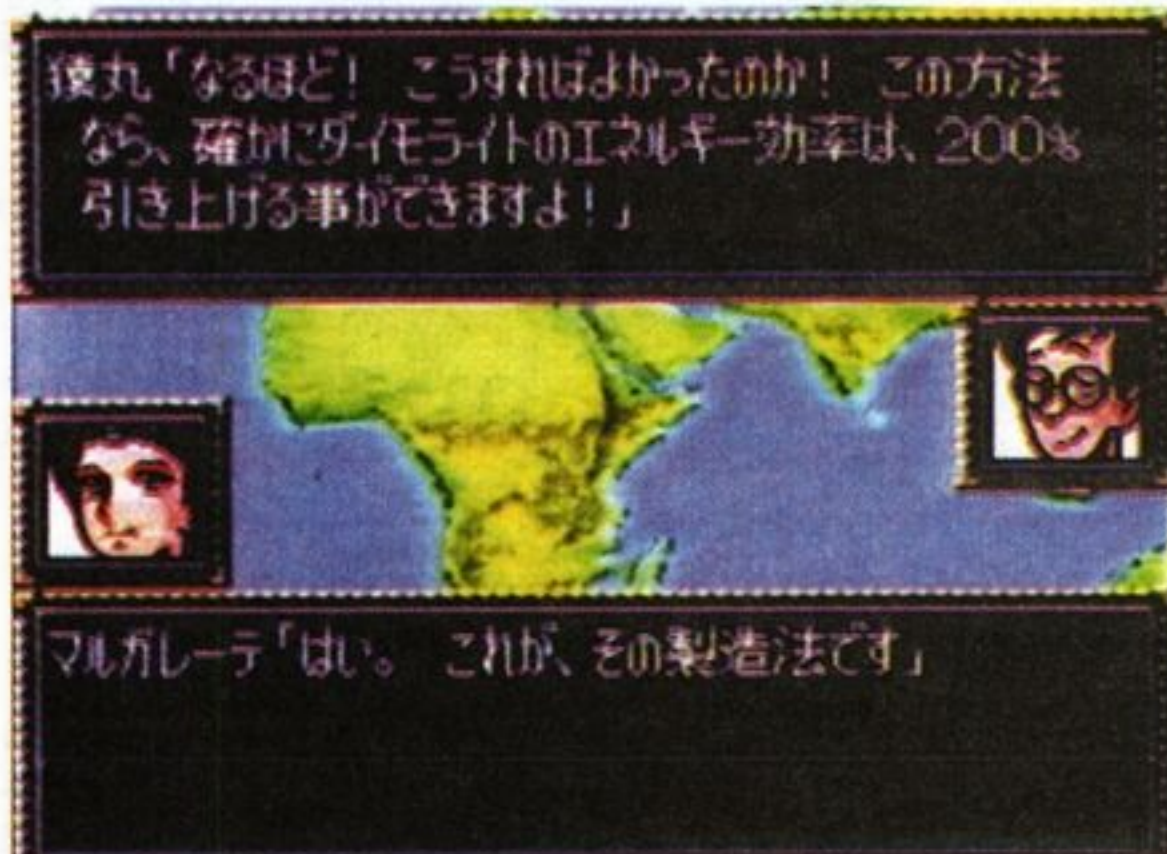 猿丸「なるほど！　こうすればよかったのか！　この方法
なら、確かにダイモライトのエネルギー効率は、200%
引き上げる事ができますよ！」
マルガレーテ「はい。　これが、その製造法です」